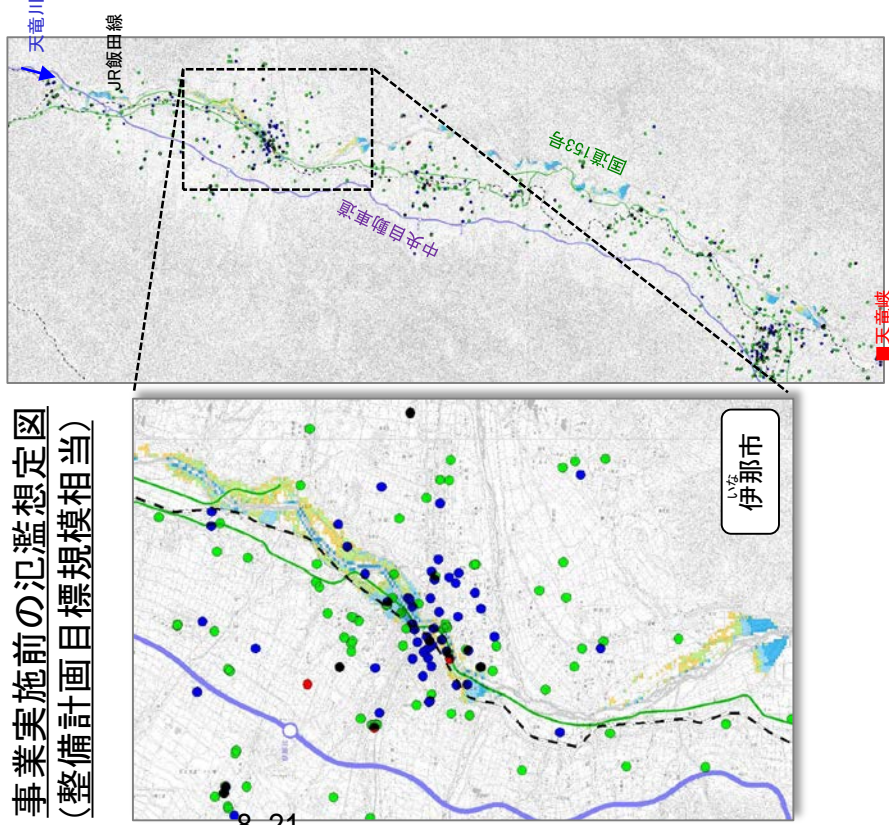 事業実施前の氾濫想定図
（整備計画目標規模相当）
天竜川
JR飯田線
国道153号
中央自動車道
■天竜峡
いな
伊那市
8-21